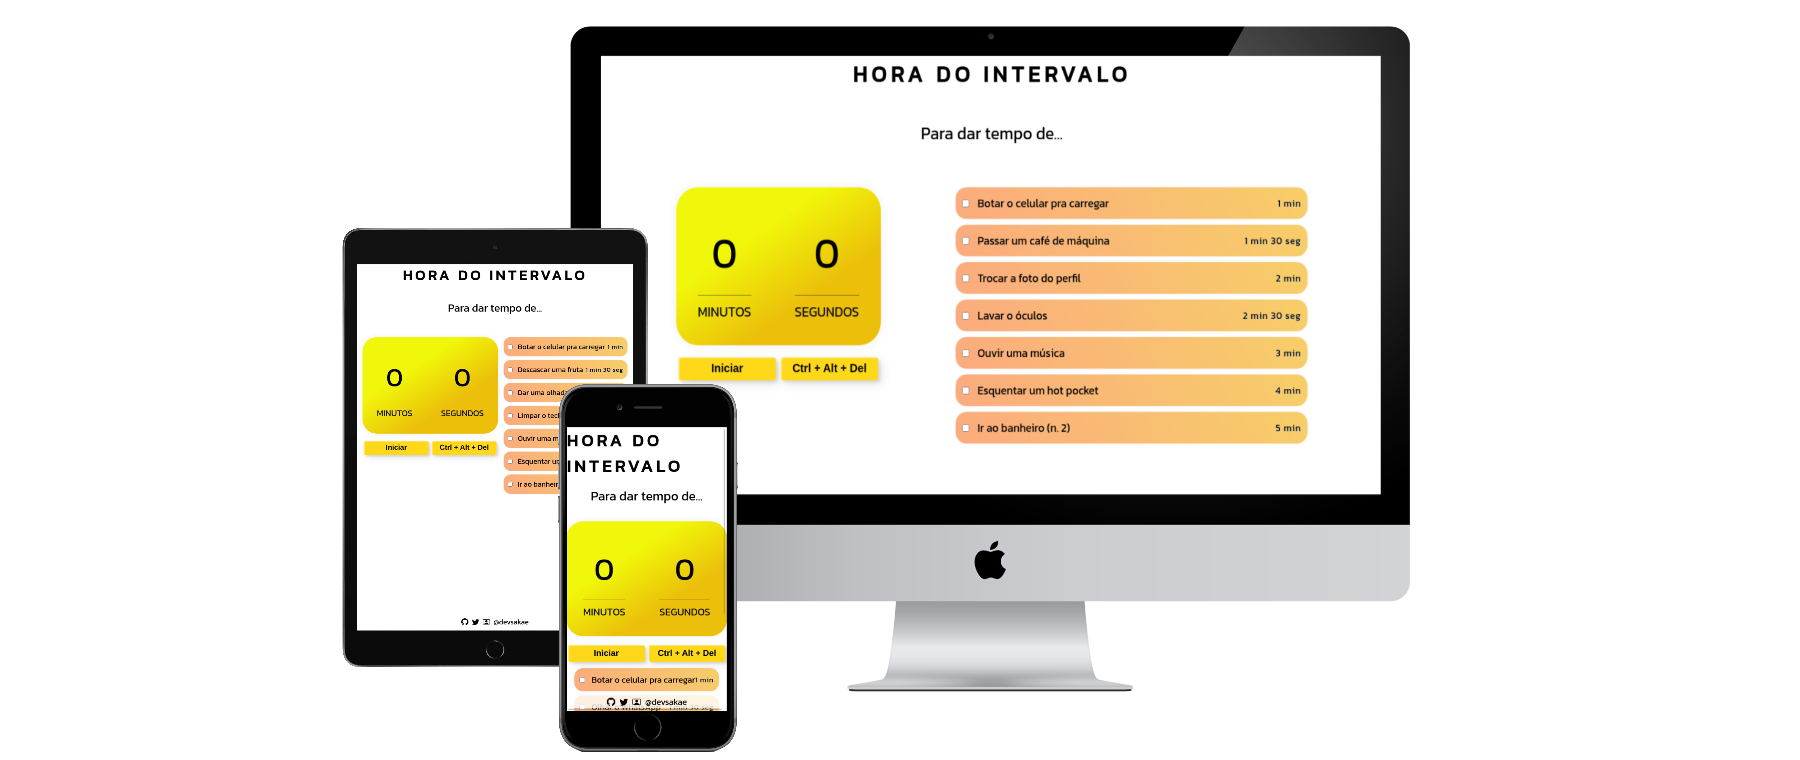 HORA DO INTERVALO
Para dar tempo de...
0 0
MINUTOS SEGUNDOS
Iniciar Ctrl + Alt + Del
Botar o celular pra carregar 1 min
Passar um café de máquina 1 min 30 seg
Trocar a foto do perfil 2 min
Lavar o óculos 2 min 30 seg
Ouvir uma música 3 min
Esquentar um hot pocket 4 min
Ir ao banheiro (n. 2) 5 min
HORA DO INTERVALO
Para dar tempo de...
0 0
MINUTOS SEGUNDOS
Iniciar Ctrl + Alt + Del
Botar o celular pra carregar 1 min
Descascar uma fruta 1 min 30 seg
Dar uma olhad
Limpar o tecl
Ouvir uma m
Esquentar u
Ir ao banheir
@devsakae
HORA DO
INTERVALO
Para dar tempo de...
0 0
MINUTOS SEGUNDOS
Iniciar Ctrl + Alt + Del
Botar o celular pra carregar 1 min
@devsakae